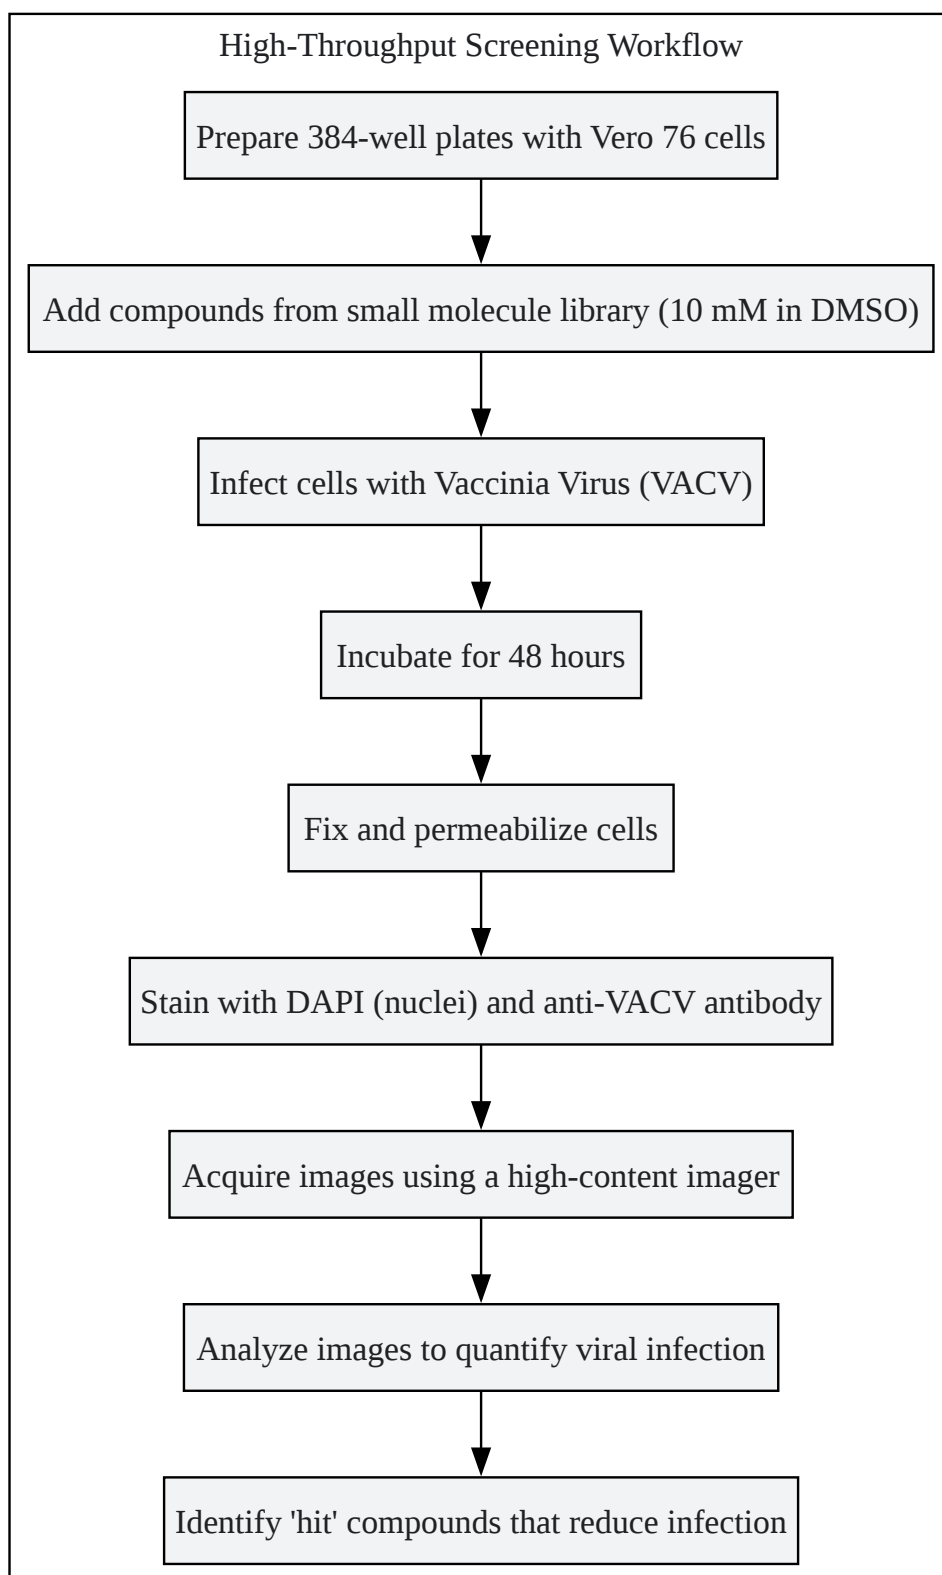 High-Throughput Screening Workflow
Prepare 384-well plates with Vero 76 cells
Add compounds from small molecule library (10 mM in DMSO)
Infect cells with Vaccinia Virus (VACV)
Incubate for 48 hours
Fix and permeabilize cells
Stain with DAPI (nuclei) and anti-VACV antibody
Acquire images using a high-content imager
Analyze images to quantify viral infection
Identify 'hit' compounds that reduce infection